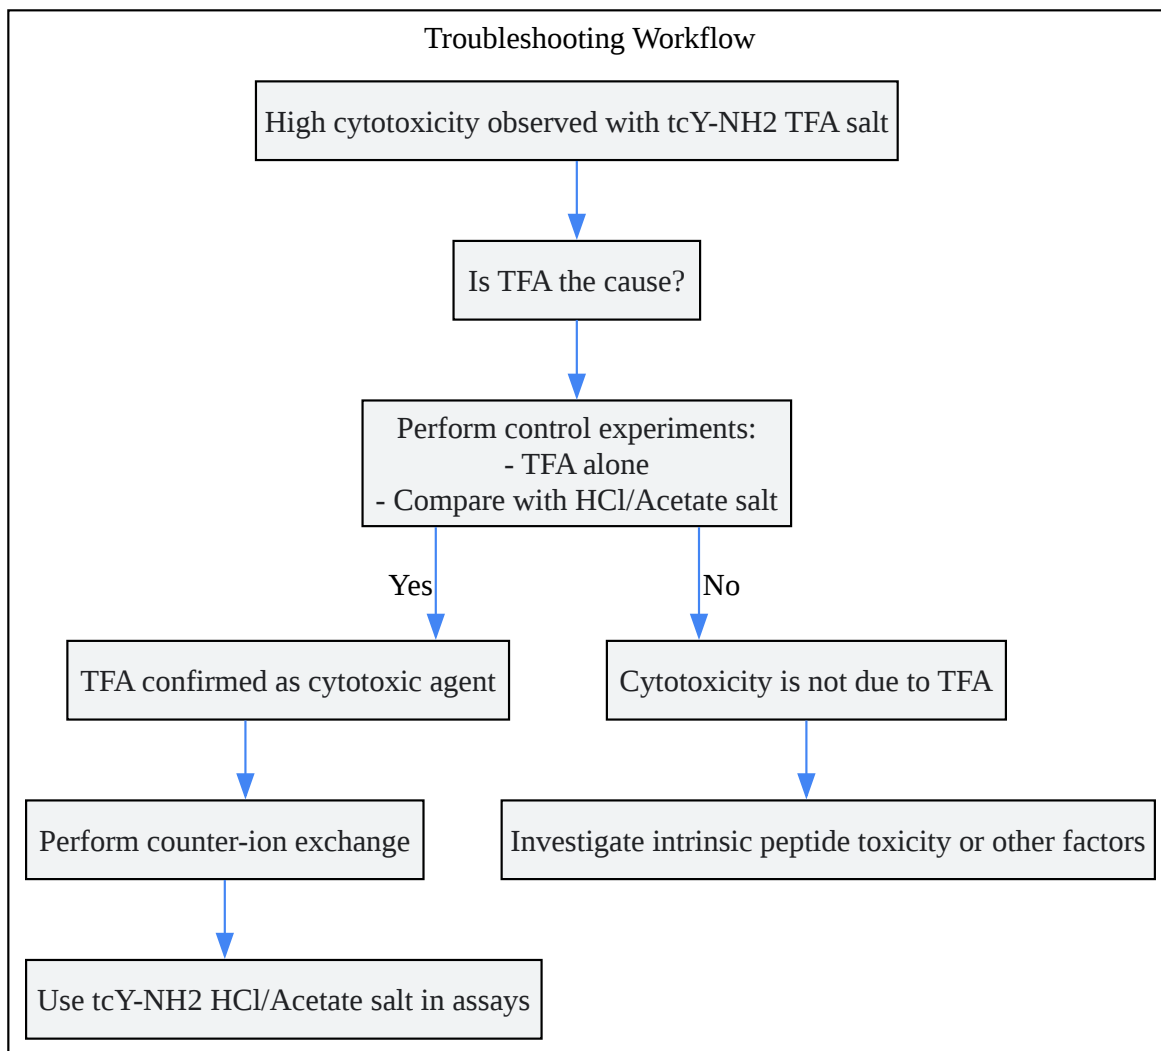 Troubleshooting Workflow
High cytotoxicity observed with tcY-NH2 TFA salt
Is TFA the cause?
Perform control experiments:
- TFA alone
- Compare with HCl/Acetate salt
Yes
No
TFA confirmed as cytotoxic agent
Cytotoxicity is not due to TFA
Perform counter-ion exchange
Investigate intrinsic peptide toxicity or other factors
Use tcY-NH2 HCl/Acetate salt in assays